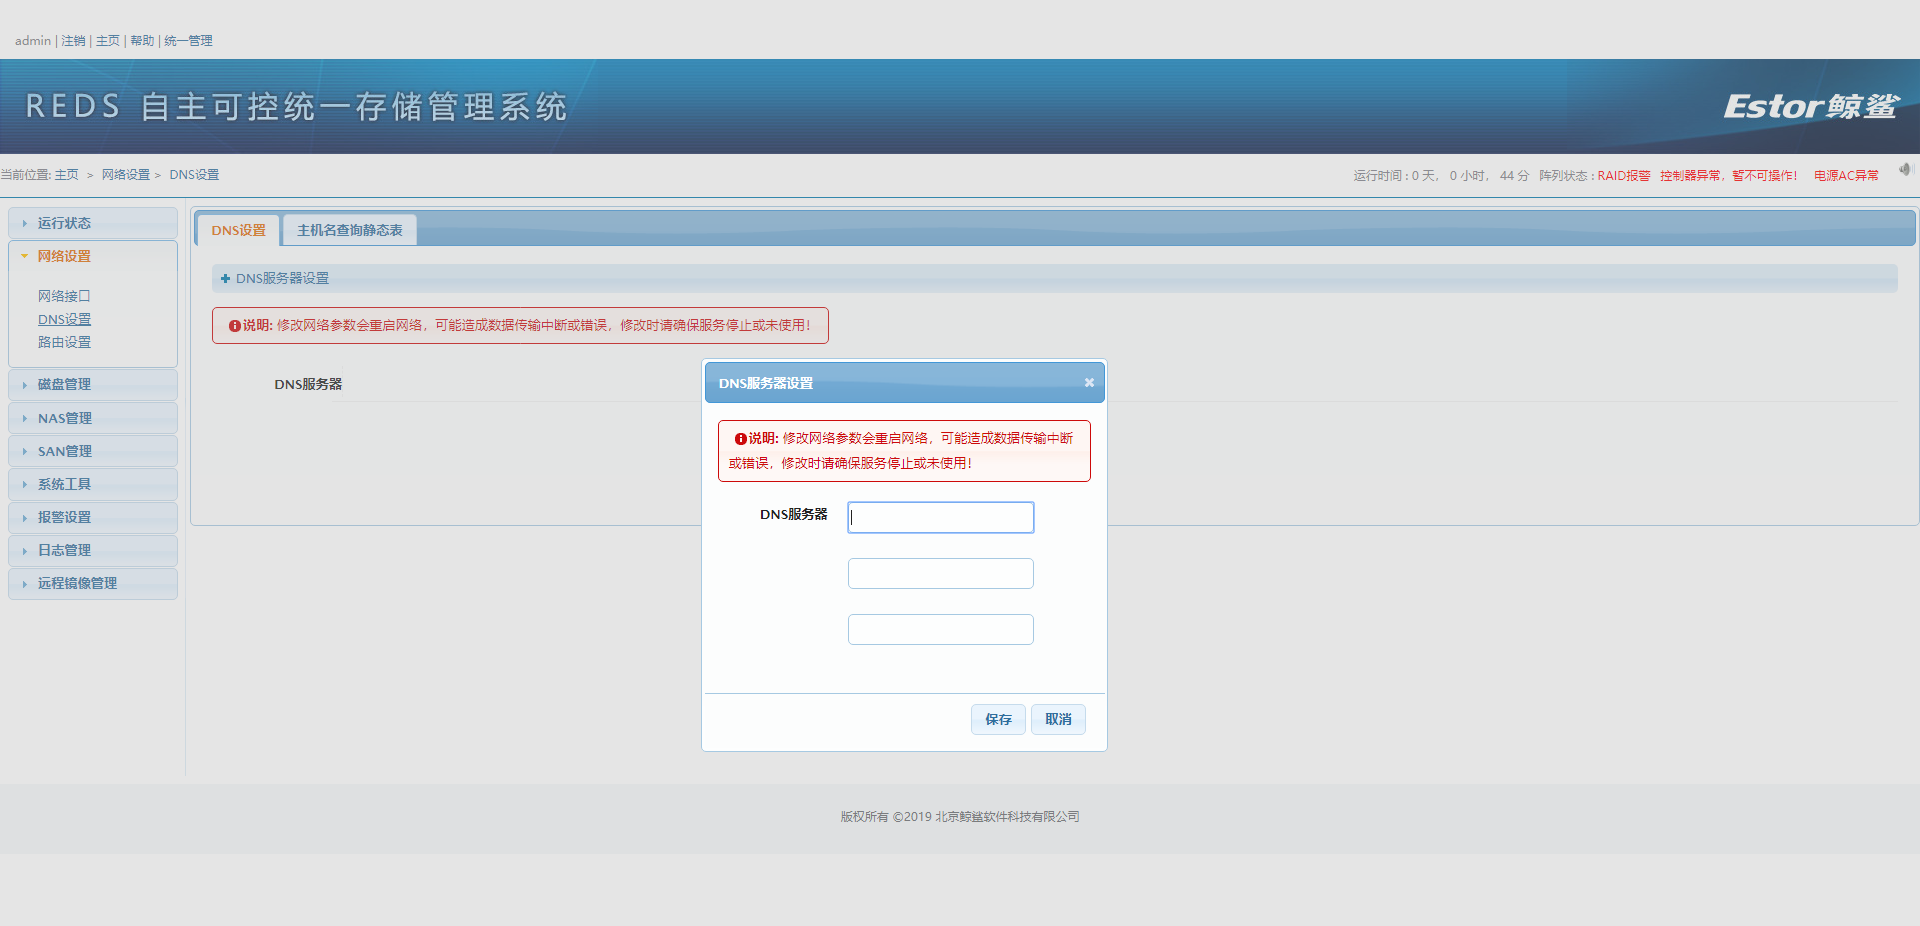 admin | 注销 | 主页 | 帮助 | 统一管理
REDS 自主可控统一存储管理系统
Estor鲸鲨
当前位置: 主页 > 网络设置 > DNS设置
运行时间 : 0 天， 0 小时， 44 分 阵列状态 : RAID报警 控制器异常，暂不可操作! 电源AC异常
运行状态
网络设置
网络接口
DNS设置
路由设置
磁盘管理
NAS管理
SAN管理
系统工具
报警设置
日志管理
远程镜像管理
DNS设置
主机名查询静态表
DNS服务器设置
说明: 修改网络参数会重启网络，可能造成数据传输中断或错误，修改时请确保服务停止或未使用!
DNS服务器
DNS服务器设置
说明: 修改网络参数会重启网络，可能造成数据传输中断
或错误，修改时请确保服务停止或未使用!
DNS服务器
保存
取消
版权所有 ©2019 北京鲸鲨软件科技有限公司